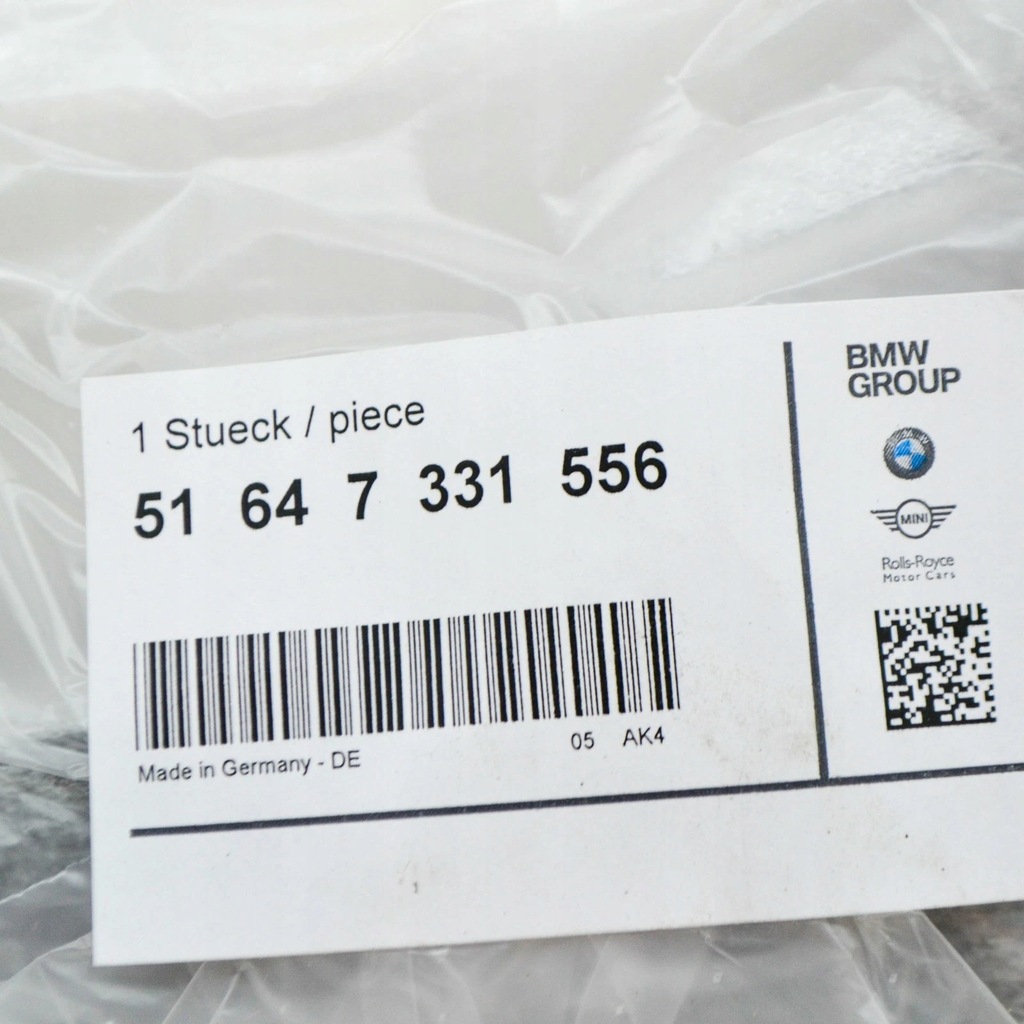 1 Stueck / piece
51 64 7 331 556
Made in Germany - DE
05 AK4
BMW
GROUP
MINI
Rolls-Royce
Motor Cars